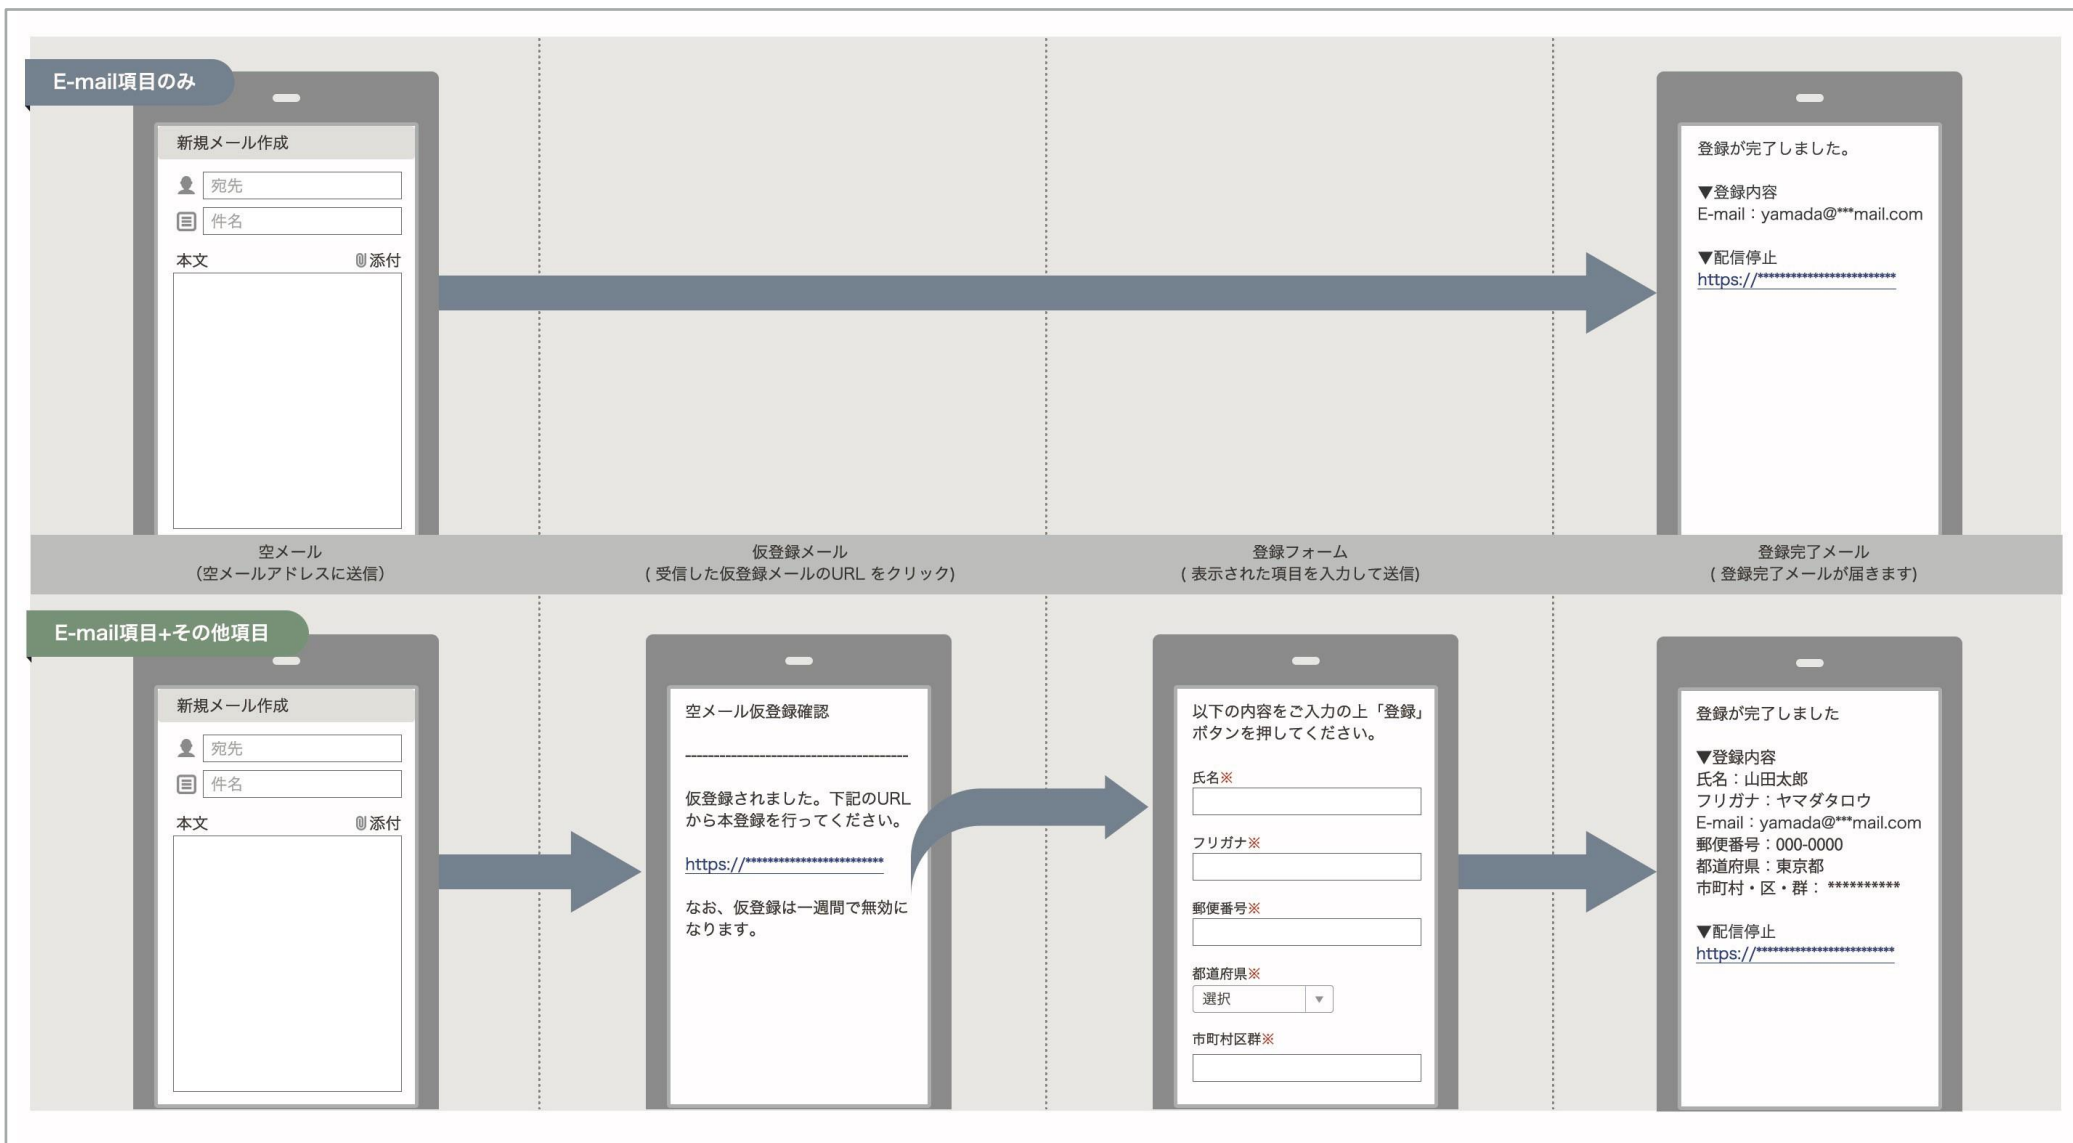 E-mail項目のみ
新規メール作成
宛先
件名
本文 添付
登録が完了しました。
▼登録内容
E-mail：yamada@***mail.com
▼配信停止
https://*************************
空メール
（空メールアドレスに送信）
仮登録メール
( 受信した仮登録メールのURL をクリック)
登録フォーム
( 表示された項目を入力して送信)
登録完了メール
( 登録完了メールが届きます)
E-mail項目+その他項目
新規メール作成
宛先
件名
本文 添付
空メール仮登録確認
----------------------------------------
仮登録されました。下記のURL
から本登録を行ってください。
https://*************************
なお、仮登録は一週間で無効に
なります。
以下の内容をご入力の上「登録」
ボタンを押してください。
氏名※
フリガナ※
郵便番号※
都道府県※
選択 ▼
市町村区群※
登録が完了しました
▼登録内容
氏名：山田太郎
フリガナ：ヤマダタロウ
E-mail：yamada@***mail.com
郵便番号：000-0000
都道府県：東京都
市町村・区・群： **********
▼配信停止
https://*************************